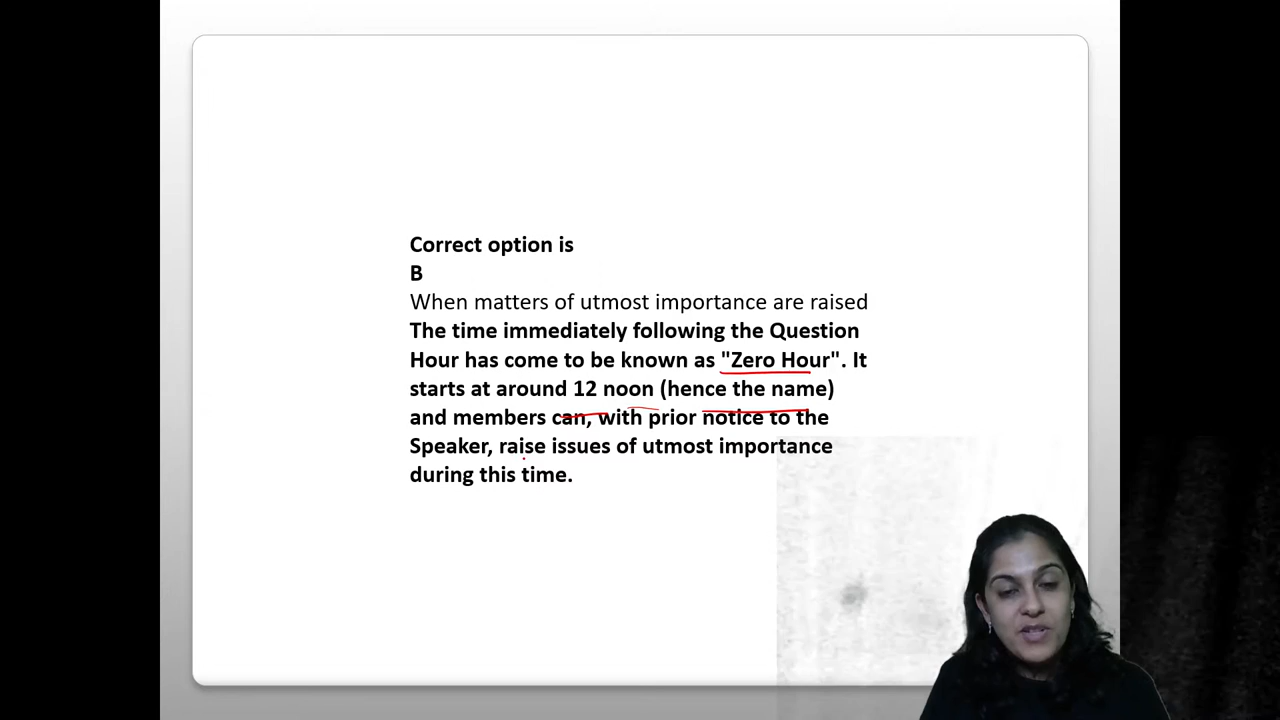 Correct option is
B
When matters of utmost importance are raised
The time immediately following the Question
Hour has come to be known as "Zero Hour". It
starts at around 12 noon (hence the name)
and members can, with prior notice to the
Speaker, raise issues of utmost importance
during this time.